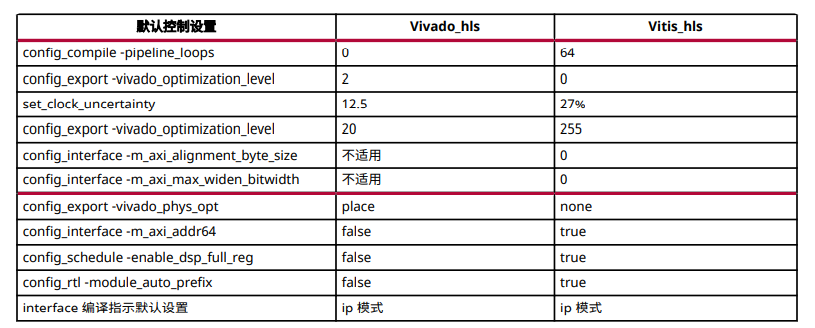 默认控制设置 Vivado_hls Vitis_hls
config_compile -pipeline_loops 0 64
config_export -vivado_optimization_level 2 0
set_clock_uncertainty 12.5 27%
config_export -vivado_optimization_level 20 255
config_interface -m_axi_alignment_byte_size 不适用 0
config_interface -m_axi_max_widen_bitwidth 不适用 0
config_export -vivado_phys_opt place none
config_interface -m_axi_addr64 false true
config_schedule -enable_dsp_full_reg false true
config_rtl -module_auto_prefix false true
interface 编译指示默认设置 ip 模式 ip 模式